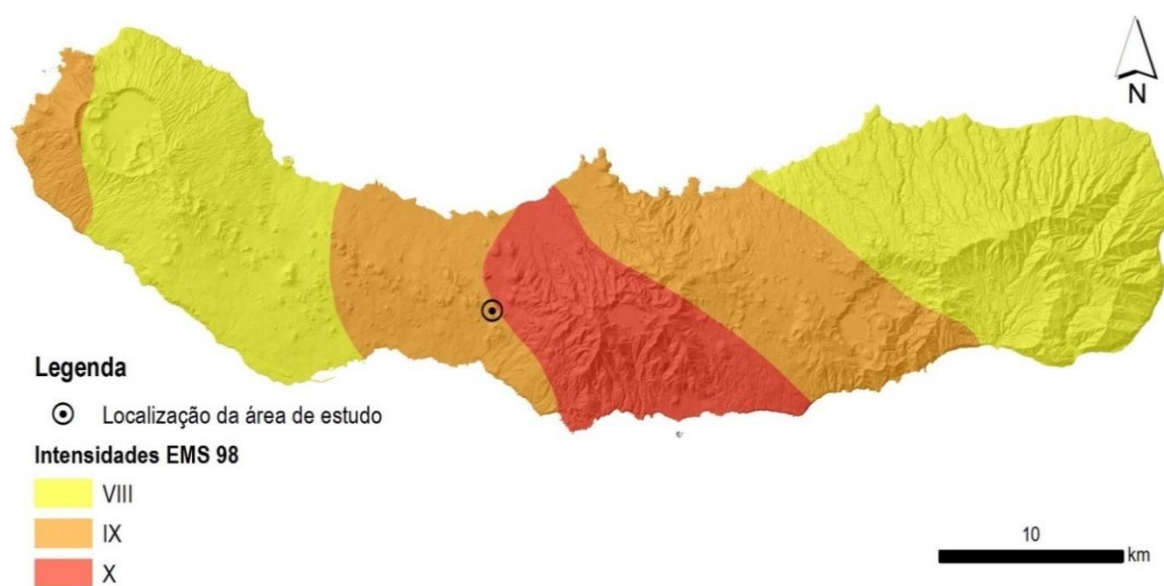 N
Legenda
Localização da área de estudo
Intensidades EMS 98
VIII
IX
X
10
km